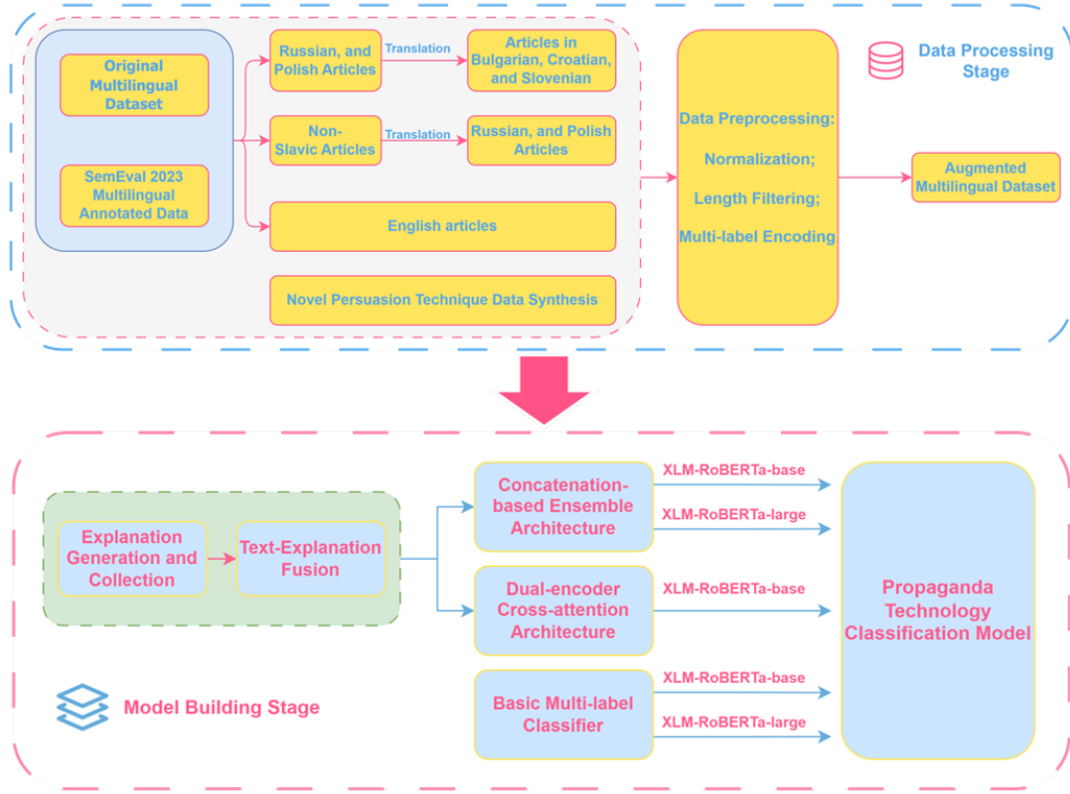 Original
Multilingual
Dataset
SemEval 2023
Multilingual
Annotated Data
Russian, and
Polish Articles
Translation
Articles in
Bulgarian, Croatian,
and Slovenian
Non-
Slavic Articles
Translation
Russian, and Polish
Articles
English articles
Novel Persuasion Technique Data Synthesis
Data Preprocessing:
Normalization;
Length Filtering;
Multi-label Encoding
Data Processing
Stage
Augmented
Multilingual Dataset
Explanation
Generation and
Collection
Text-Explanation
Fusion
Concatenation-
based Ensemble
Architecture
XLM-RoBERTa-base
XLM-RoBERTa-large
Dual-encoder
Cross-attention
Architecture
XLM-RoBERTa-base
Basic Multi-label
Classifier
XLM-RoBERTa-base
XLM-RoBERTa-large
Propaganda
Technology
Classification Model
Model Building Stage